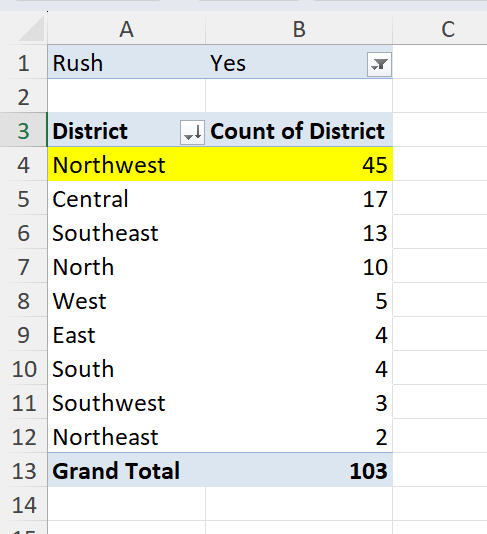 A B C
1 Rush Yes
2
3 District Count of District
4 Northwest 45
5 Central 17
6 Southeast 13
7 North 10
8 West 5
9 East 4
10 South 4
11 Southwest 3
12 Northeast 2
13 Grand Total 103
14
15